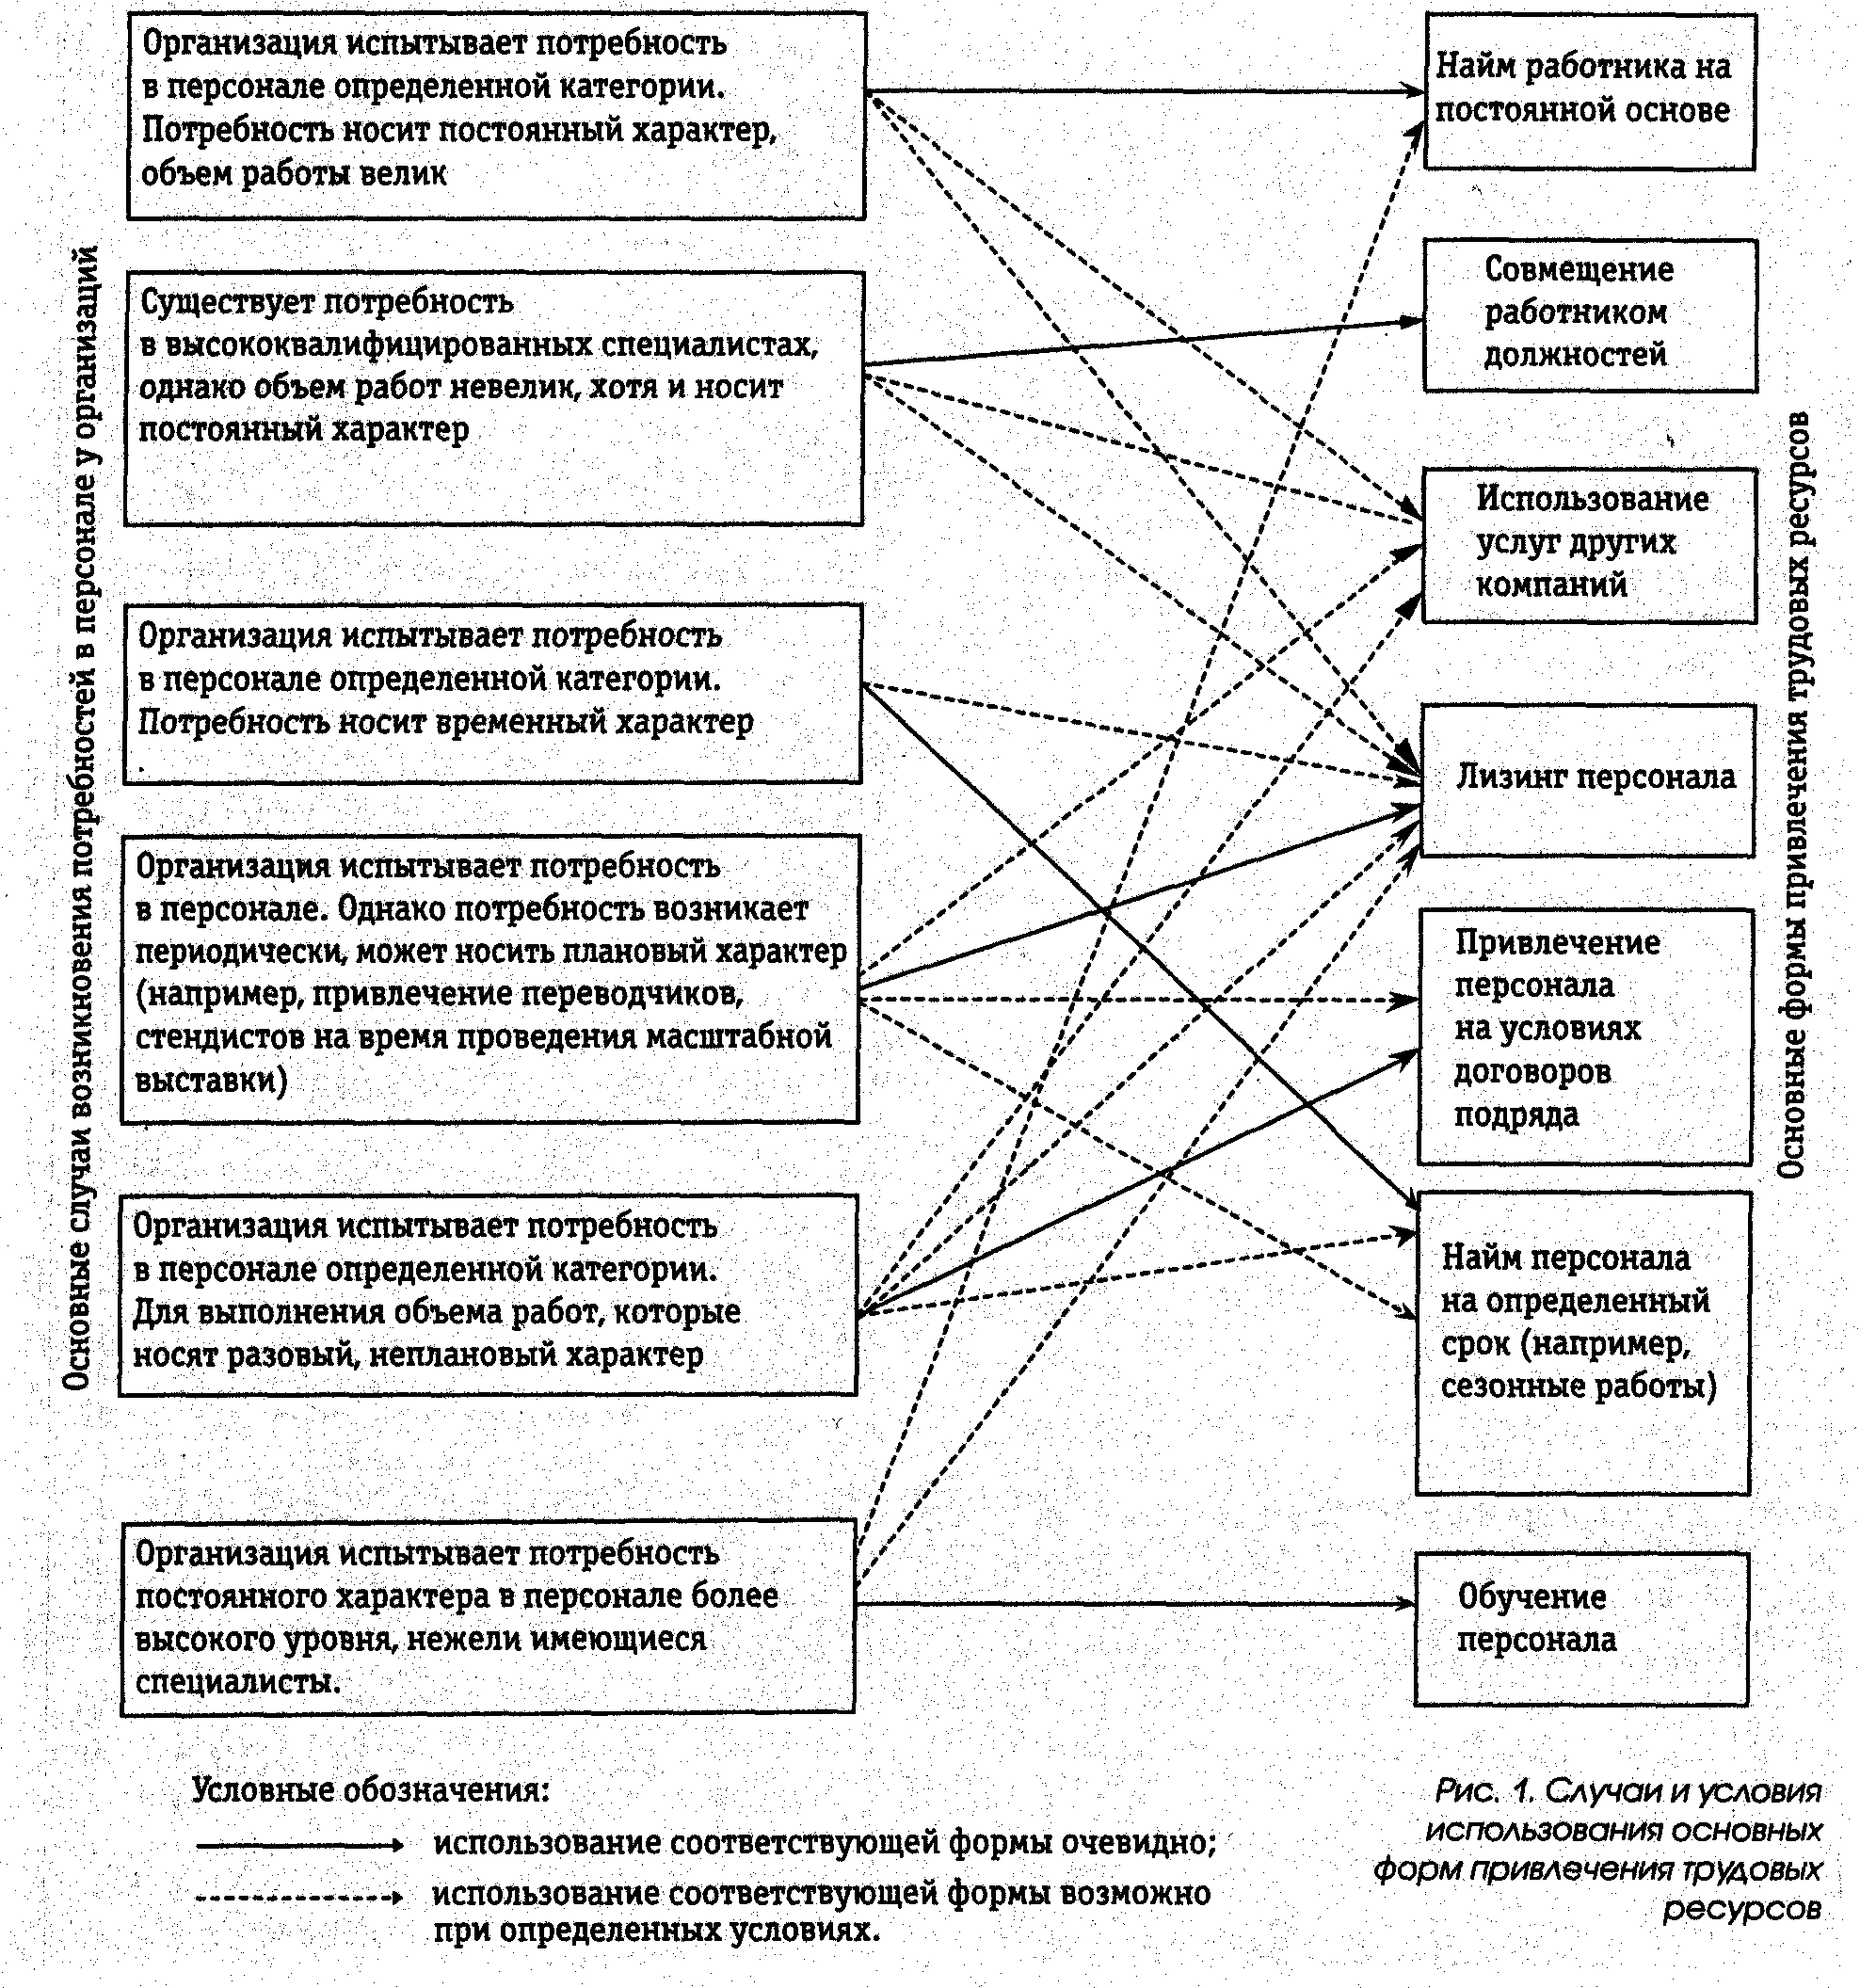 Основные случаи возникновения потребностей в персонале у организаций
Организация испытывает потребность
в персонале определенной категории.
Потребность носит постоянный характер,
объем работы велик
Существует потребность
в высококвалифицированных специалистах,
однако объем работ невелик, хотя и носит
постоянный характер
Организация испытывает потребность
в персонале определенной категории.
Потребность носит временный характер
Организация испытывает потребность
в персонале. Однако потребность возникает
периодически, может носить плановый характер
(например, привлечение переводчиков,
стендистов на время проведения масштабной
выставки)
Организация испытывает потребность
в персонале определенной категории.
Для выполнения объема работ, которые
носят разовый, неплановый характер
Организация испытывает потребность
постоянного характера в персонале более
высокого уровня, нежели имеющиеся
специалисты.
Найм работника на
постоянной основе
Совмещение
работником
должностей
Использование
услуг других
компаний
Лизинг персонала
Привлечение
персонала
на условиях
договоров
подряда
Найм персонала
на определенный
срок (например,
сезонные работы)
Обучение
персонала
Основные формы привлечения трудовых ресурсов
Условные обозначения:
использование соответствующей формы очевидно;
использование соответствующей формы возможно
при определенных условиях.
Рис. 1. Случаи и условия
использования основных
форм привлечения трудовых
ресурсов